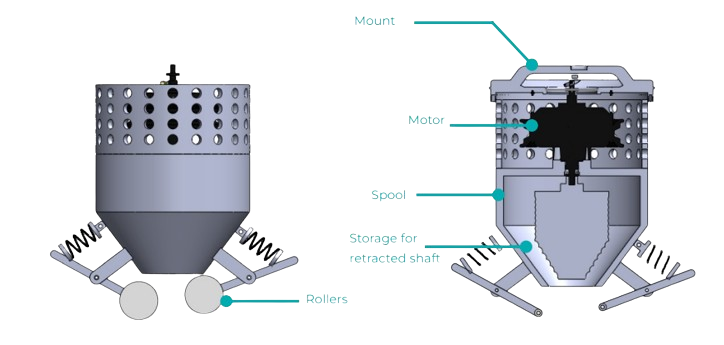 Mount
Motor
Spool
Storage for
retracted shaft
Rollers